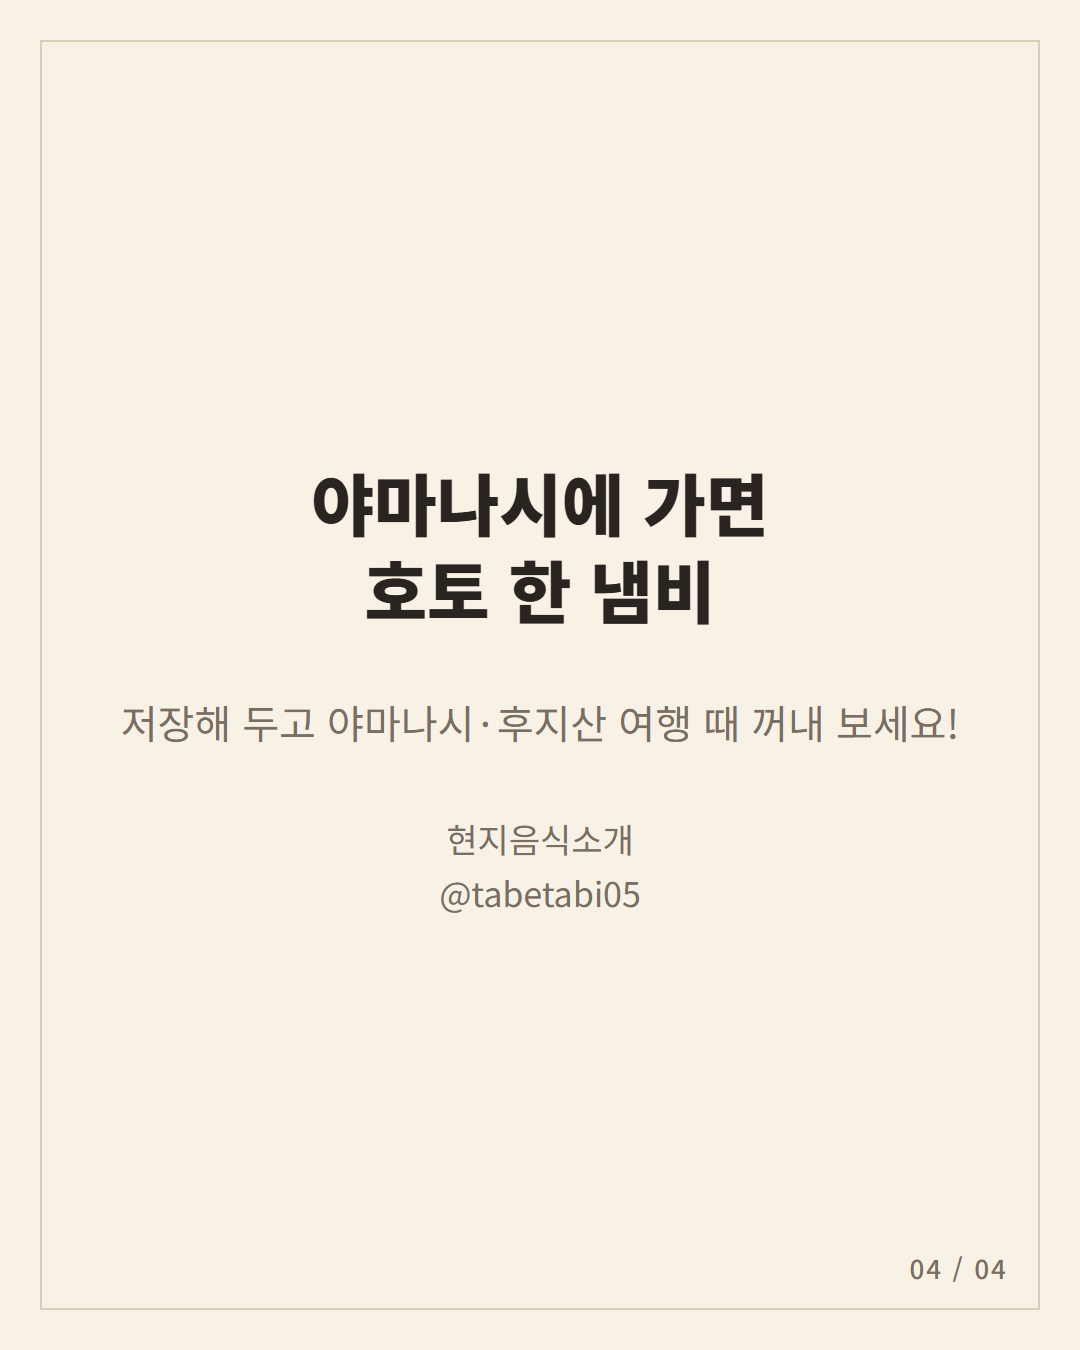 야마나시에 가면
호토 한 냄비
저장해 두고 야마나시·후지산 여행 때 꺼내 보세요!
현지음식소개
@tabetabi05
04 / 04